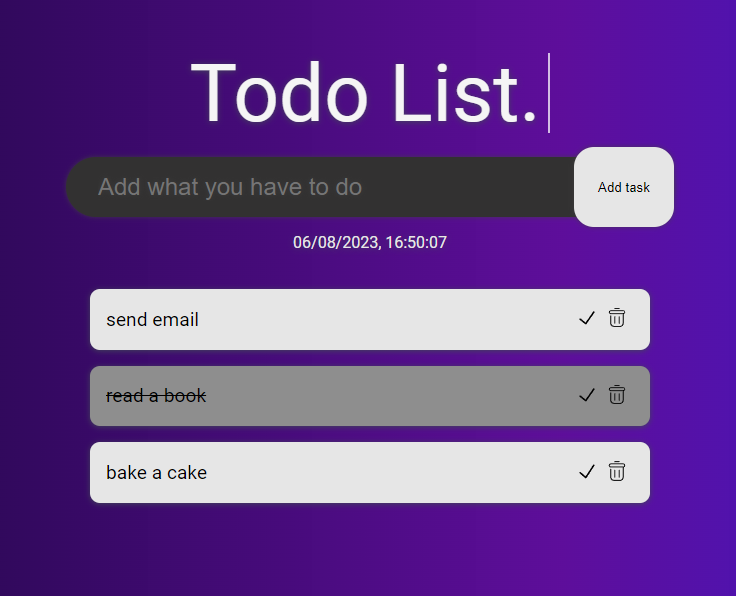 Todo List.
Add what you have to do
Add task
06/08/2023, 16:50:07
send email
read a book
bake a cake